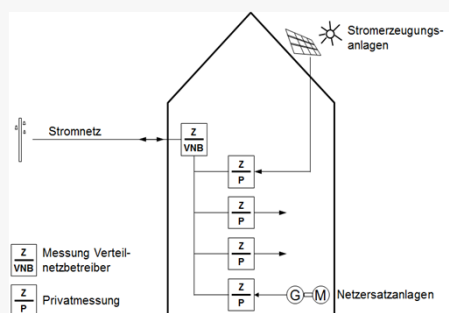 Stromerzeugungs-
anlagen
Stromnetz
Z
VNB
Z
P
Z
P
Z
P
Z
P
G M Netzersatzanlagen
Z
VNB
Messung Verteil-
netzbetreiber
Z
P
Privatmessung